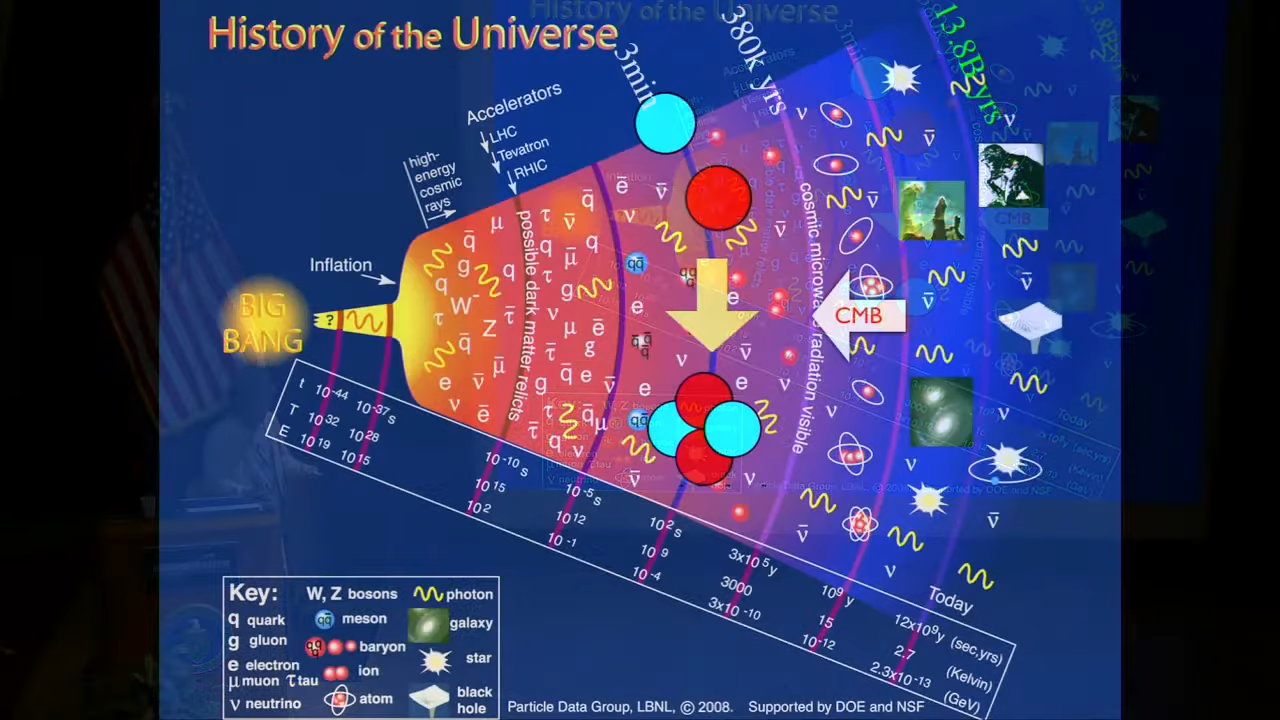 History of the Universe
3min
380k yrs
13.8B yrs
Accelerators
LHC
Tevatron
RHIC
high-
energy
cosmic
rays
Inflation
BIG
BANG
?
possible dark matter relicts
cosmic microwave radiation visible
CMB
t 10-44 10-37 s
T 10 32 10 28
E 10 19 10 15
10-10 s
10 15
10 2
10-5 s
10 12
10 -1
10 2 s
10 9
10 -4
3x10 5 y
3000
3x10 -10
10 9 y
15
10 -12
Today
12x10 9 y (sec,yrs)
2.7 (Kelvin)
2.3x10 -13 (GeV)
Key:
q quark
g gluon
e electron
μ muon τ tau
ν neutrino
W, Z bosons
qq̄ meson
qqq baryon
ion
atom
photon
galaxy
star
black
hole
Particle Data Group, LBNL, © 2008. Supported by DOE and NSF